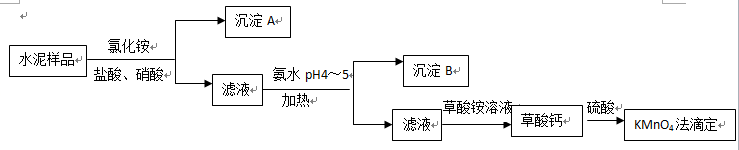 沉淀 A
氯化铵
水泥样品
盐酸、硝酸
滤液
氨水 pH4～5
加热
沉淀 B
滤液
草酸铵溶液
草酸钙
硫酸
KMnO₄法滴定